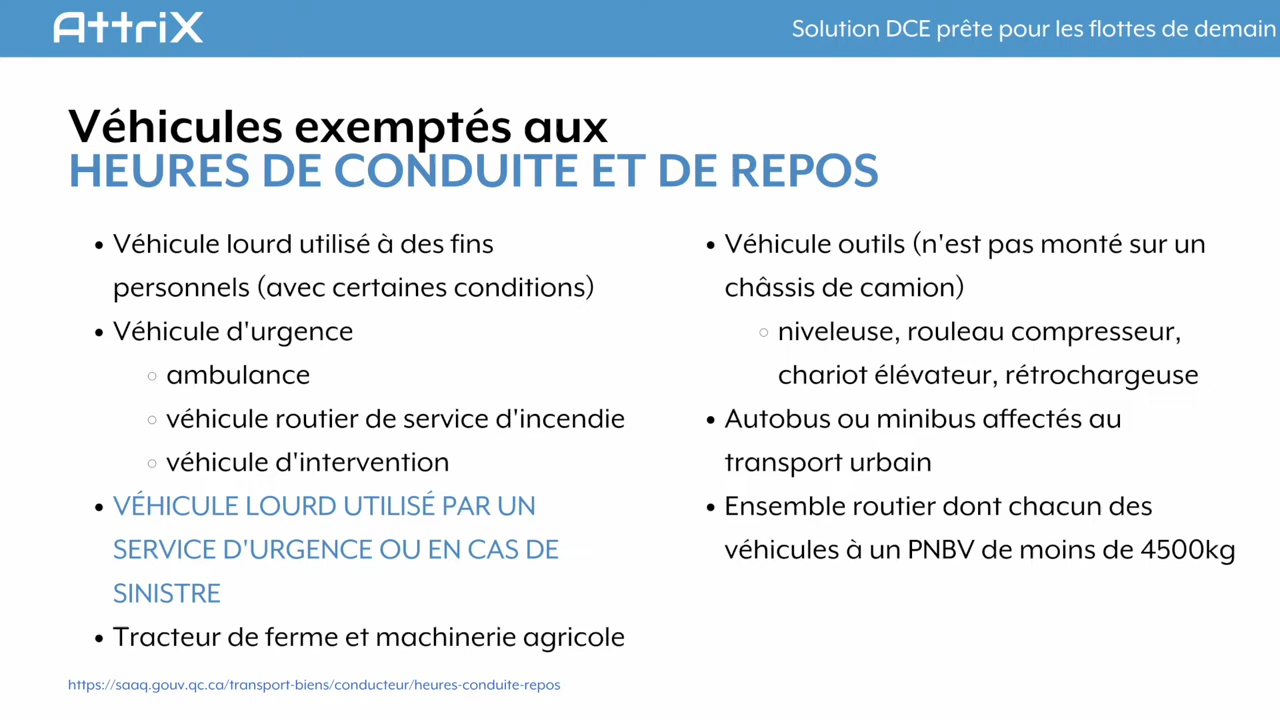 AttriX
Solution DCE prête pour les flottes de demain
Véhicules exemptés aux
HEURES DE CONDUITE ET DE REPOS
• Véhicule lourd utilisé à des fins
personnels (avec certaines conditions)
• Véhicule d'urgence
◦ ambulance
◦ véhicule routier de service d'incendie
◦ véhicule d'intervention
• VÉHICULE LOURD UTILISÉ PAR UN
SERVICE D'URGENCE OU EN CAS DE
SINISTRE
• Tracteur de ferme et machinerie agricole
• Véhicule outils (n'est pas monté sur un
châssis de camion)
◦ niveleuse, rouleau compresseur,
chariot élévateur, rétrochargeuse
• Autobus ou minibus affectés au
transport urbain
• Ensemble routier dont chacun des
véhicules à un PNBV de moins de 4500kg
https://saaq.gouv.qc.ca/transport-biens/conducteur/heures-conduite-repos